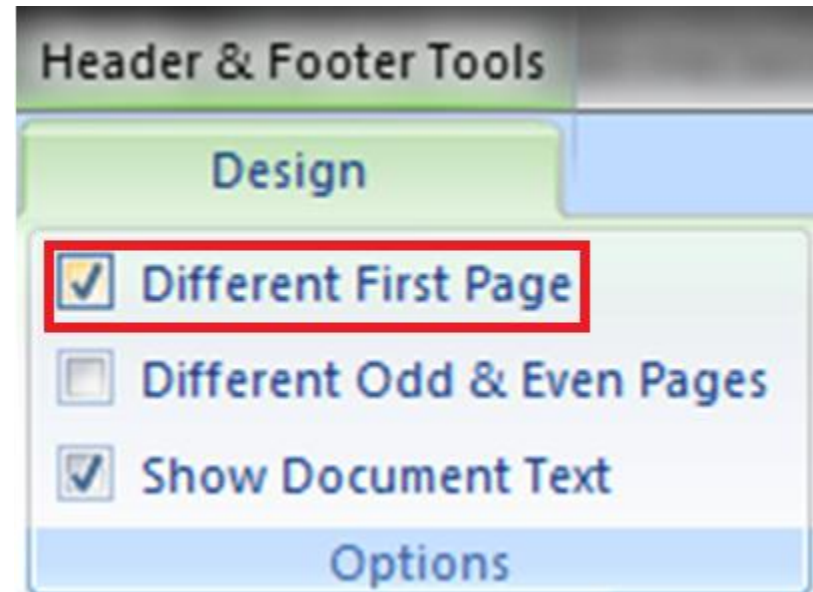 Header & Footer Tools
Design
Different First Page
Different Odd & Even Pages
Show Document Text
Options